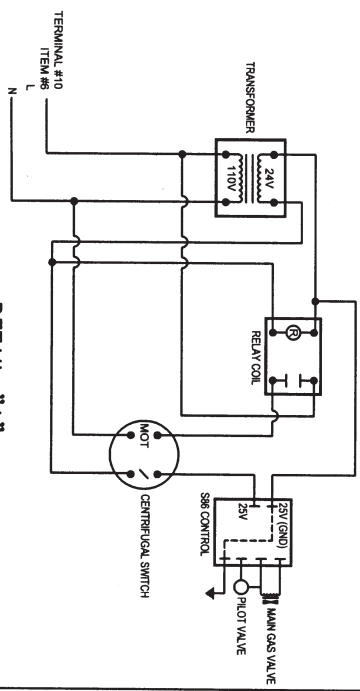 TERMINAL #10
ITEM #6
L
N
TRANSFORMER
24V
110V
R
RELAY COIL
MOT
CENTRIFUGAL SWITCH
25V (GND)
25V
S86 CONTROL
MAIN GAS VALVE
PILOT VALVE